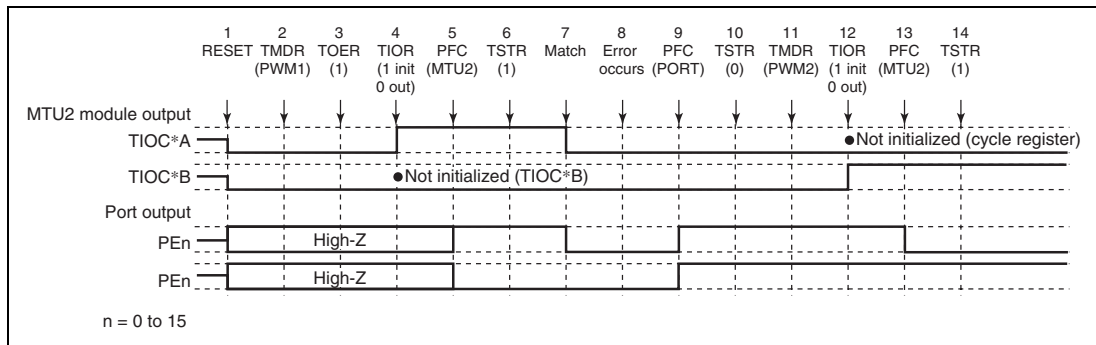 1 2 3 4 5 6 7 8 9 10 11 12 13 14
RESET TMDR TOER TIOR PFC TSTR Match Error PFC TSTR TMDR TIOR PFC TSTR
(PWM1) (1) (1 init (MTU2) (1) occurs (PORT) (0) (PWM2) (1 init (MTU2) (1)
0 out) 0 out)
MTU2 module output
TIOC*A ●Not initialized (cycle register)
TIOC*B ●Not initialized (TIOC*B)
Port output
PEn High-Z
PEn High-Z
n = 0 to 15